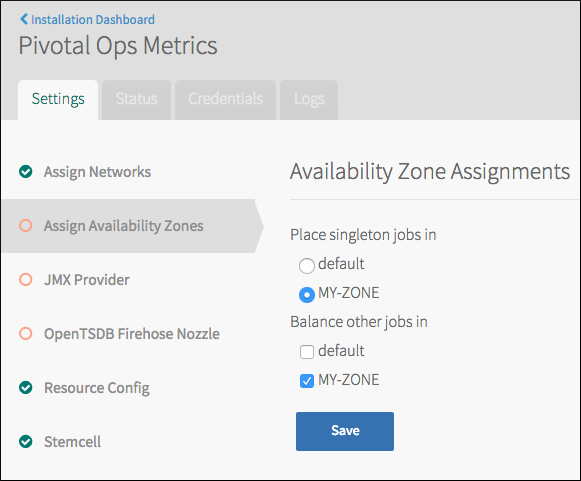 Installation Dashboard
Pivotal Ops Metrics
Settings Status Credentials Logs
Assign Networks
Assign Availability Zones
JMX Provider
OpenTSDB Firehose Nozzle
Resource Config
Stemcell
Availability Zone Assignments
Place singleton jobs in
default
MY-ZONE
Balance other jobs in
default
MY-ZONE
Save